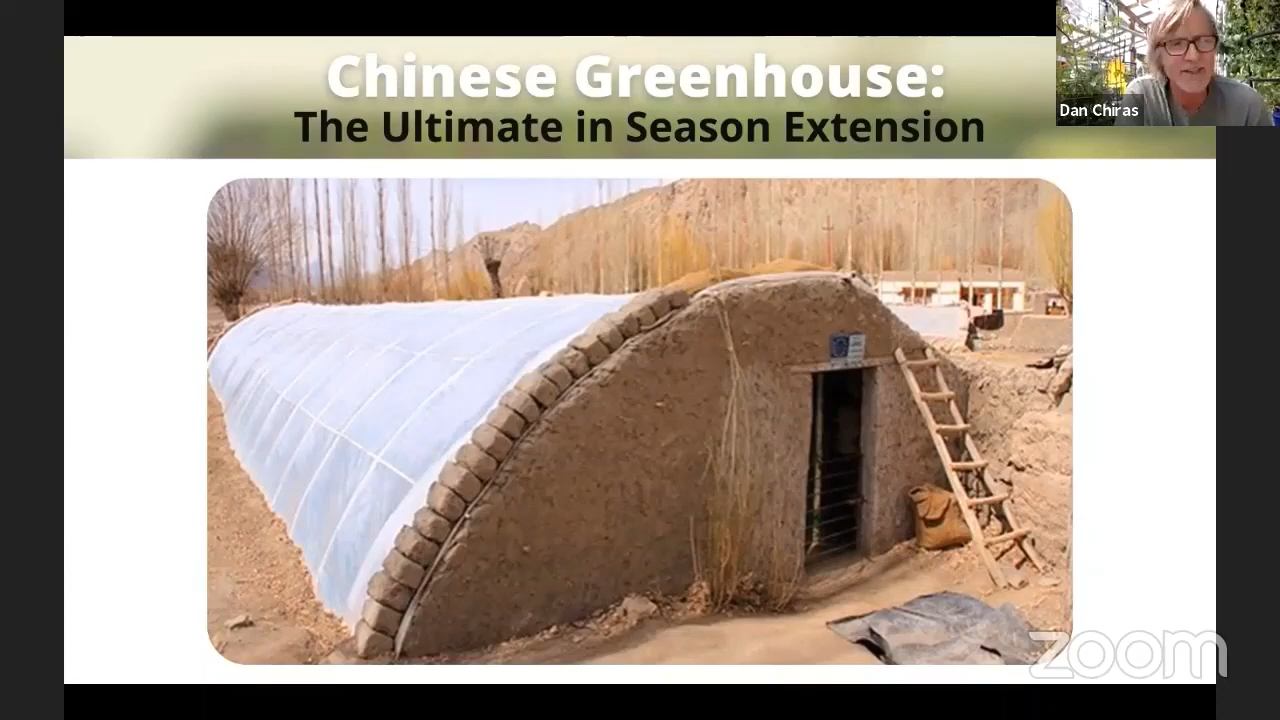 Chinese Greenhouse:
The Ultimate in Season Extension
Dan Chiras
zoom